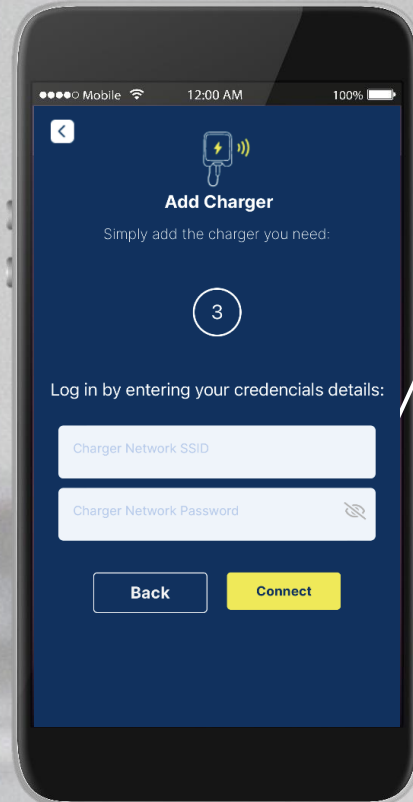 Mobile 12:00 AM 100%
Add Charger
Simply add the charger you need:
3
Log in by entering your credencials details:
Charger Network SSID
Charger Network Password
Back Connect